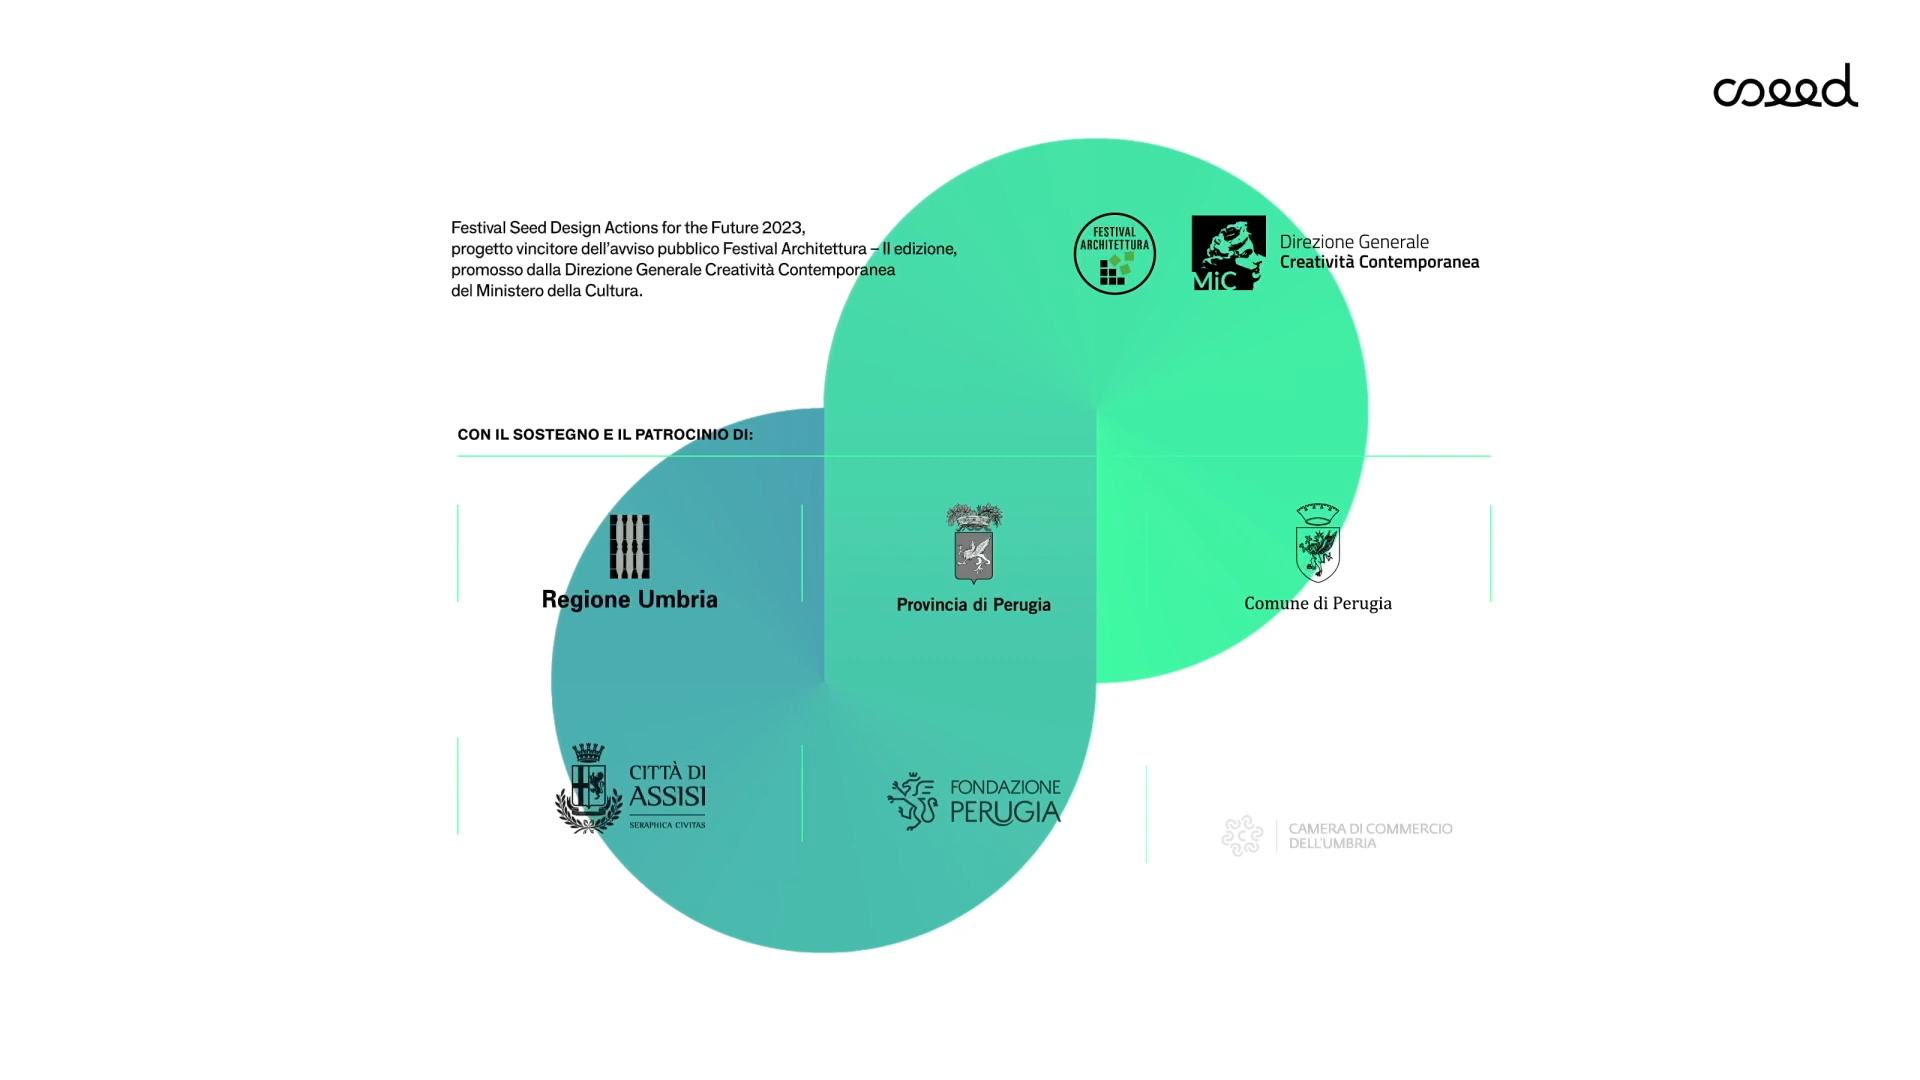 seed
Festival Seed Design Actions for the Future 2023,
progetto vincitore dell'avviso pubblico Festival Architettura – II edizione,
promosso dalla Direzione Generale Creatività Contemporanea
del Ministero della Cultura.
FESTIVAL
ARCHITETTURA
MiC
Direzione Generale
Creatività Contemporanea
CON IL SOSTEGNO E IL PATROCINIO DI:
Regione Umbria
Provincia di Perugia
Comune di Perugia
CITTÀ DI
ASSISI
SERAPHICA CIVITAS
FONDAZIONE
PERUGIA
CAMERA DI COMMERCIO
DELL'UMBRIA